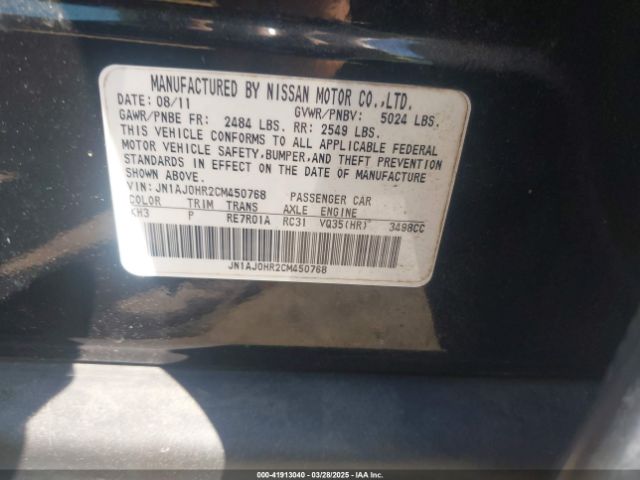 MANUFACTURED BY NISSAN MOTOR CO.,LTD.
DATE: 08/11 GVWR/PNBV: 5024 LBS.
GAWR/PNBE FR: 2484 LBS. RR: 2549 LBS.
THIS VEHICLE CONFORMS TO ALL APPLICABLE FEDERAL
MOTOR VEHICLE SAFETY,BUMPER,AND THEFT PREVENTION
STANDARDS IN EFFECT ON THE DATE OF MANUFACTURE
SHOWN ABOVE.
VIN: JN1AJ0HR2CM450768 PASSENGER CAR
COLOR TRIM TRANS AXLE ENGINE
KH3 P RE7R01A RC31 VQ35(HR) 3498CC
JN1AJ0HR2CM450768
000-41913040 - 03/28/2025 - IAAI.COM